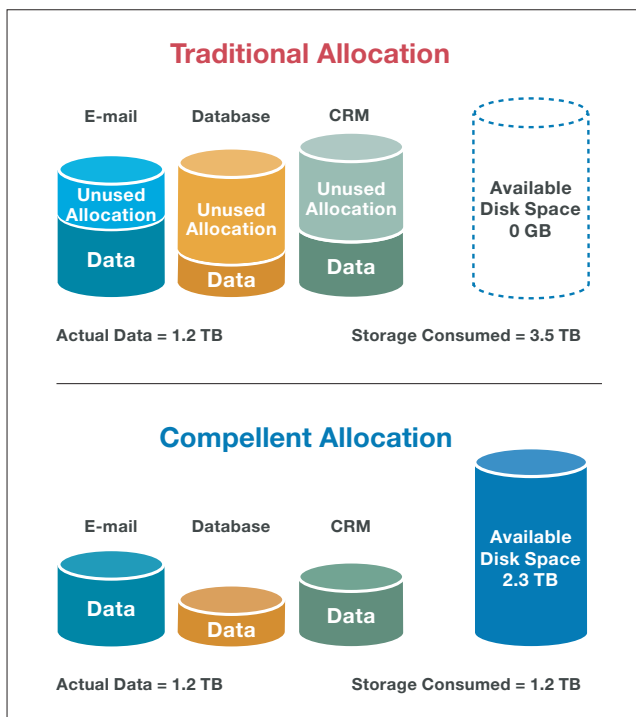 Traditional Allocation
E-mail
Database
CRM
Unused
Allocation
Data
Unused
Allocation
Data
Unused
Allocation
Data
Available
Disk Space
0 GB
Actual Data = 1.2 TB
Storage Consumed = 3.5 TB
Compellent Allocation
E-mail
Database
CRM
Data
Data
Data
Available
Disk Space
2.3 TB
Actual Data = 1.2 TB
Storage Consumed = 1.2 TB